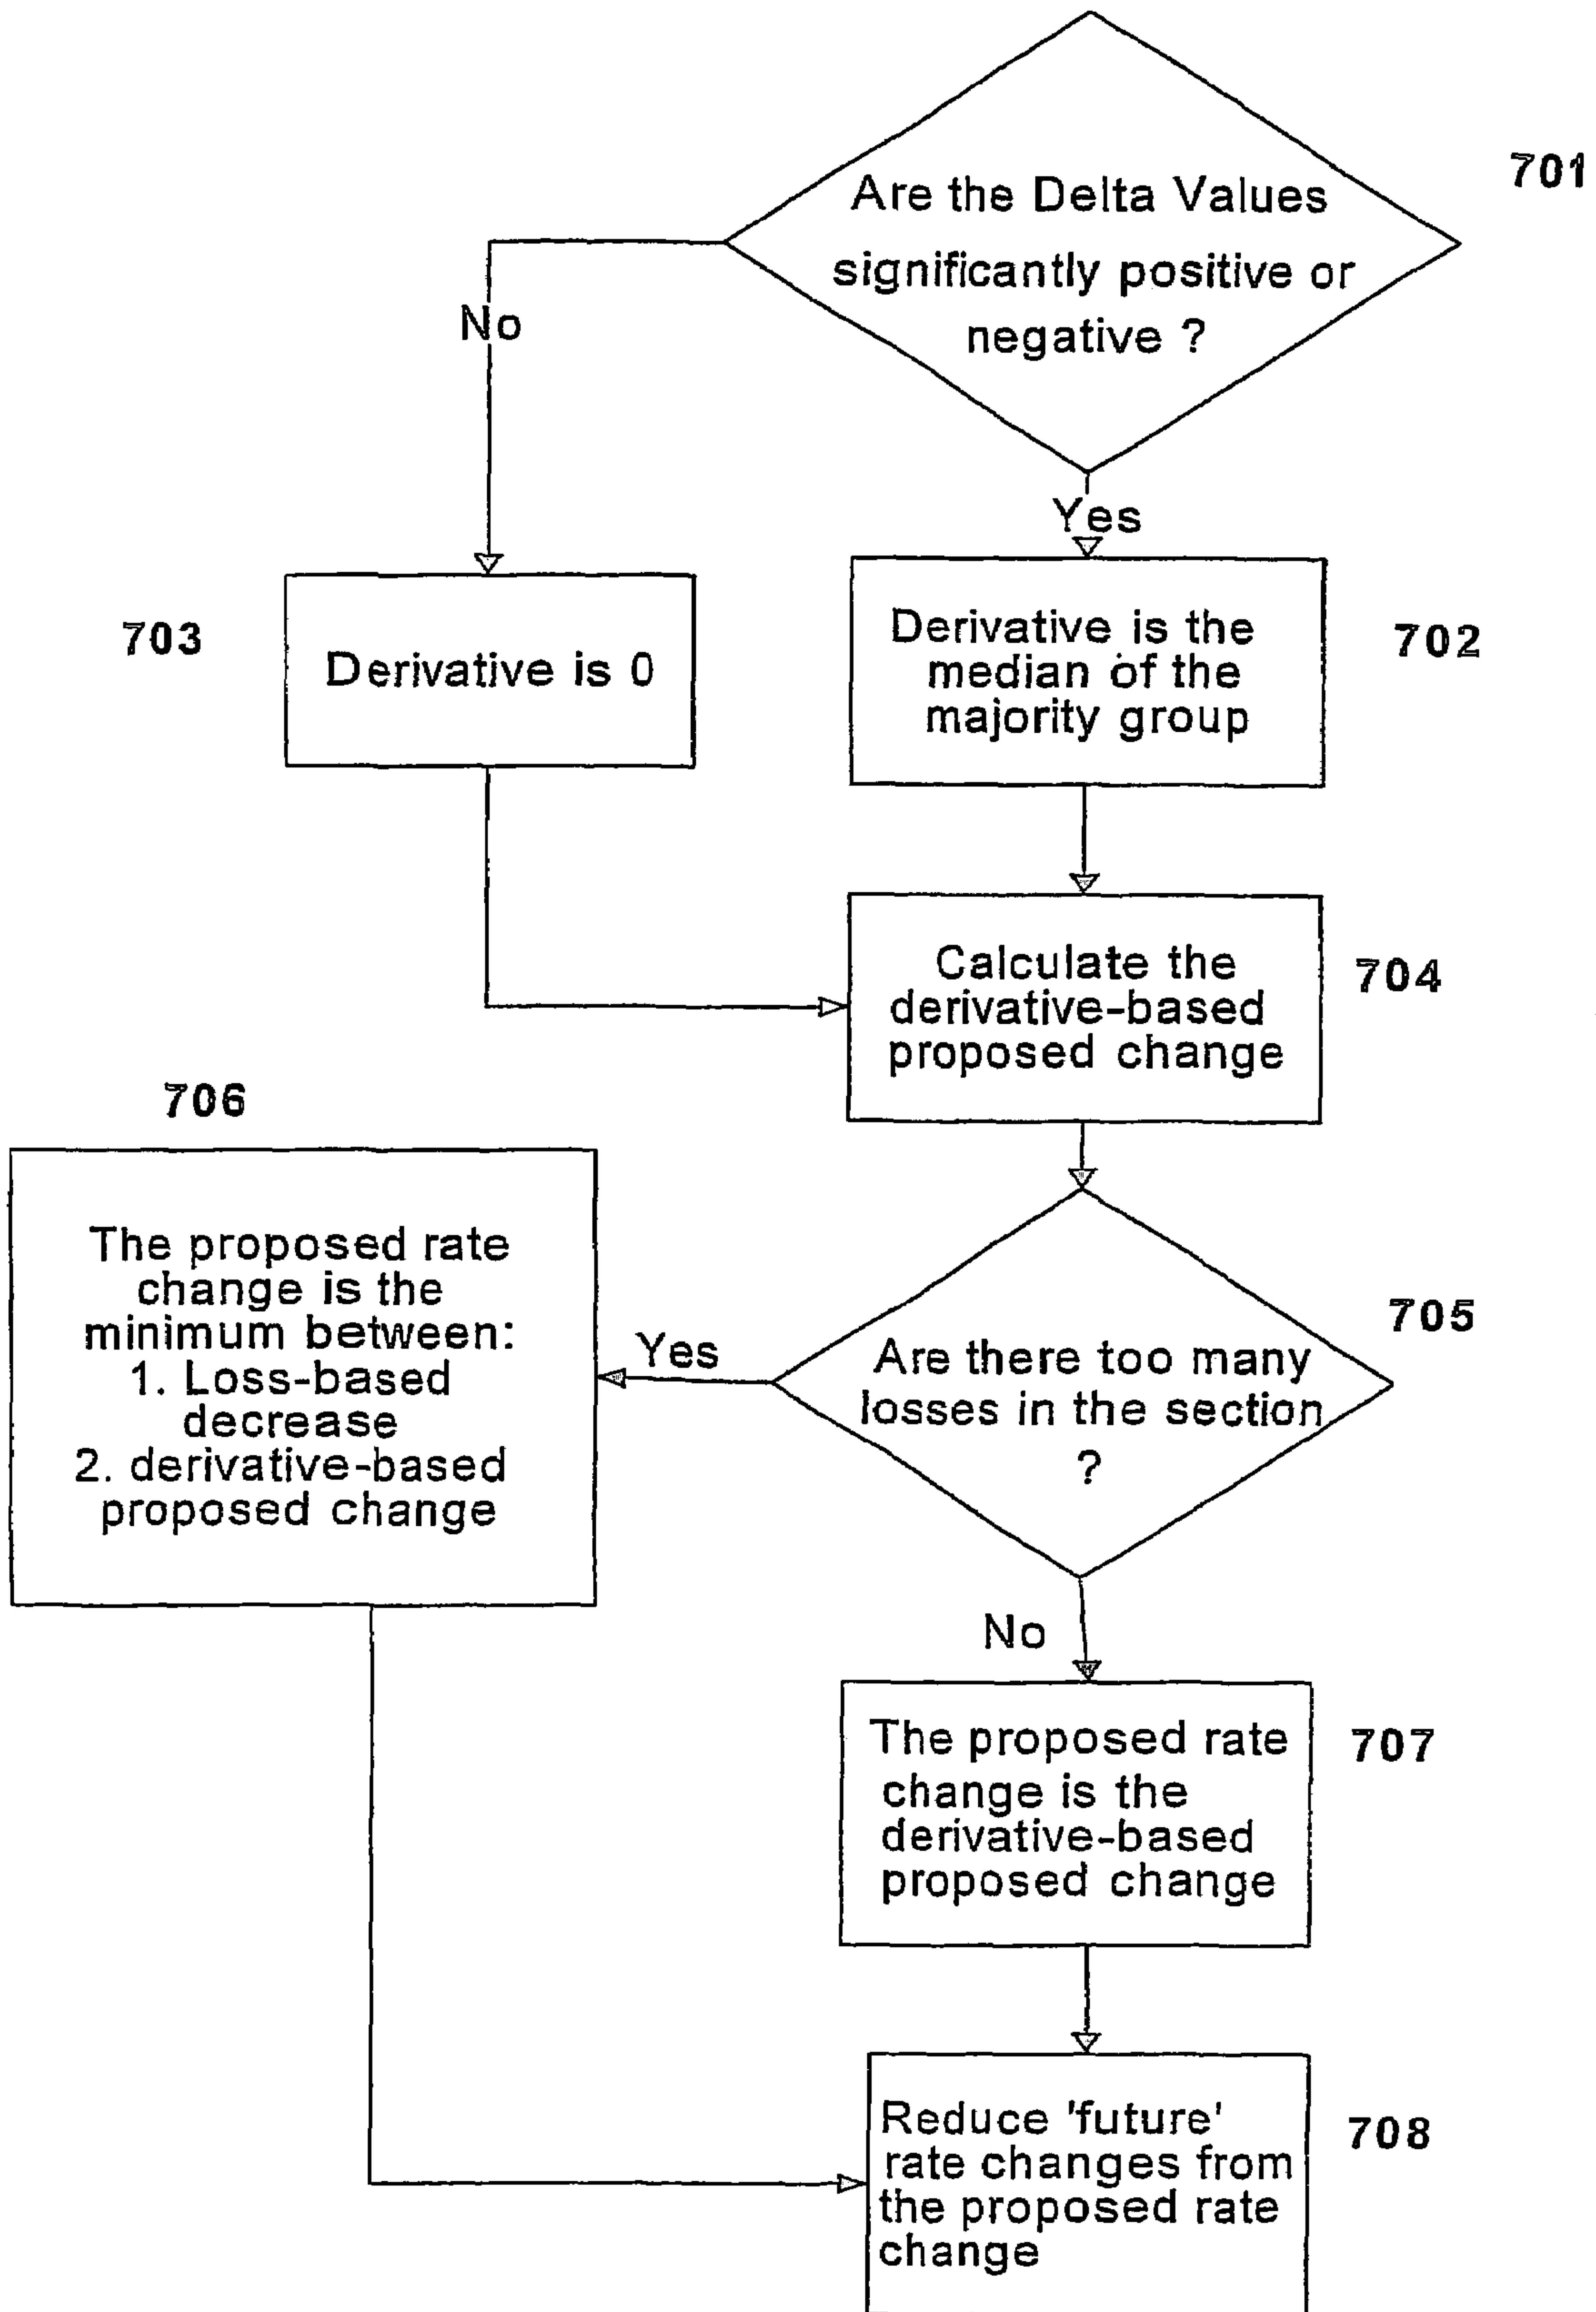 701
Are the Delta Values
significantly positive or
negative ?
No
Yes
703
Derivative is 0
Derivative is the
median of the
majority group
702
Calculate the
derivative-based
proposed change
704
706
The proposed rate
change is the
minimum between:
1. Loss-based
decrease
2. derivative-based
proposed change
Yes
705
Are there too many
losses in the section
?
No
The proposed rate
change is the
derivative-based
proposed change
707
Reduce 'future'
rate changes from
the proposed rate
change
708